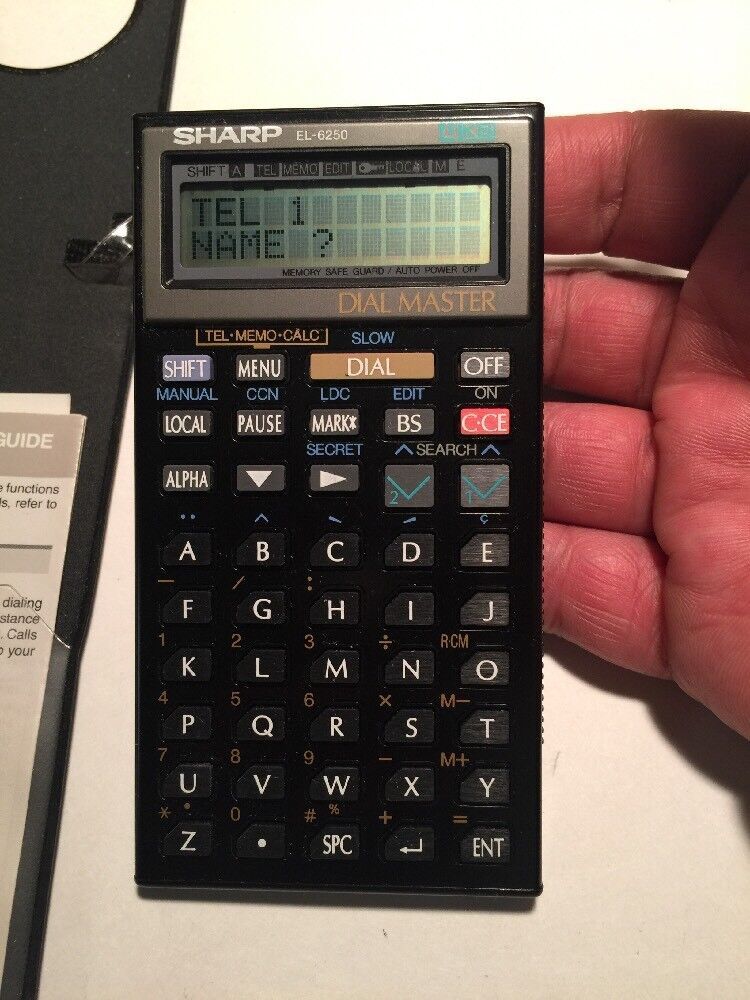 SHARP EL-6250 4KB
SHIFT A TEL MEMO EDIT LOCAL M E
TEL 1
NAME ?
MEMORY SAFE GUARD / AUTO POWER OFF
DIAL MASTER
TEL•MEMO•CALC SLOW
SHIFT MENU DIAL OFF
MANUAL CCN LDC EDIT ON
LOCAL PAUSE MARK* BS C•CE
SECRET ^ SEARCH ^
ALPHA ▼ ► 2 1
•• ^ ` ´ ç
A B C D E
– / :
F G H I J
1 2 3 ÷ R•CM
K L M N O
4 5 6 × M–
P Q R S T
7 8 9 – M+
U V W X Y
* • 0 # % + =
Z • SPC ↵ ENT
GUIDE
functions
s, refer to
dialing
stance
. Calls
your